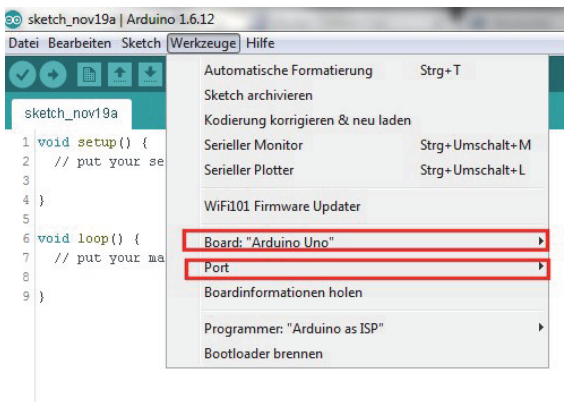 sketch_nov19a | Arduino 1.6.12
Datei Bearbeiten Sketch Werkzeuge Hilfe
sketch_nov19a
Automatische Formatierung Strg+T
Sketch archivieren
Kodierung korrigieren & neu laden
Serieller Monitor Strg+Umschalt+M
Serieller Plotter Strg+Umschalt+L
WiFi101 Firmware Updater
Board: "Arduino Uno"
Port
Boardinformationen holen
Programmer: "Arduino as ISP"
Bootloader brennen
1 void setup() {
2 // put your se
3
4 }
5
6 void loop() {
7 // put your ma
8
9 }